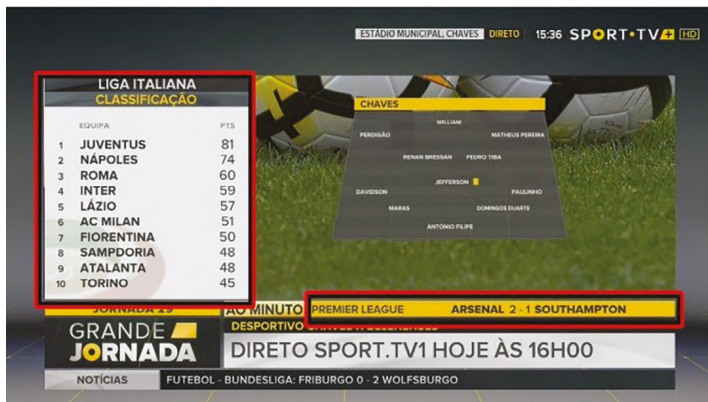 ESTÁDIO MUNICIPAL, CHAVES DIRETO 15:36 SPORT•TV+ HD
LIGA ITALIANA
CLASSIFICAÇÃO
EQUIPA PTS
1 JUVENTUS 81
2 NÁPOLES 74
3 ROMA 60
4 INTER 59
5 LÁZIO 57
6 AC MILAN 51
7 FIORENTINA 50
8 SAMPDORIA 48
9 ATALANTA 48
10 TORINO 45
CHAVES
WILLIAM
PERDIGÃO MATHEUS PEREIRA
RENAN BRESSAN PEDRO TIBA
JEFFERSON
DAVIDSON PAULINHO
MARAS DOMINGOS DUARTE
ANTÓNIO FILIPE
JORNADA 29 AO MINUTO PREMIER LEAGUE ARSENAL 2 - 1 SOUTHAMPTON
DESPORTIVO CHAVES X BELENENSES
GRANDE
JORNADA
DIRETO SPORT.TV1 HOJE ÀS 16H00
NOTÍCIAS FUTEBOL - BUNDESLIGA: FRIBURGO 0 - 2 WOLFSBURGO